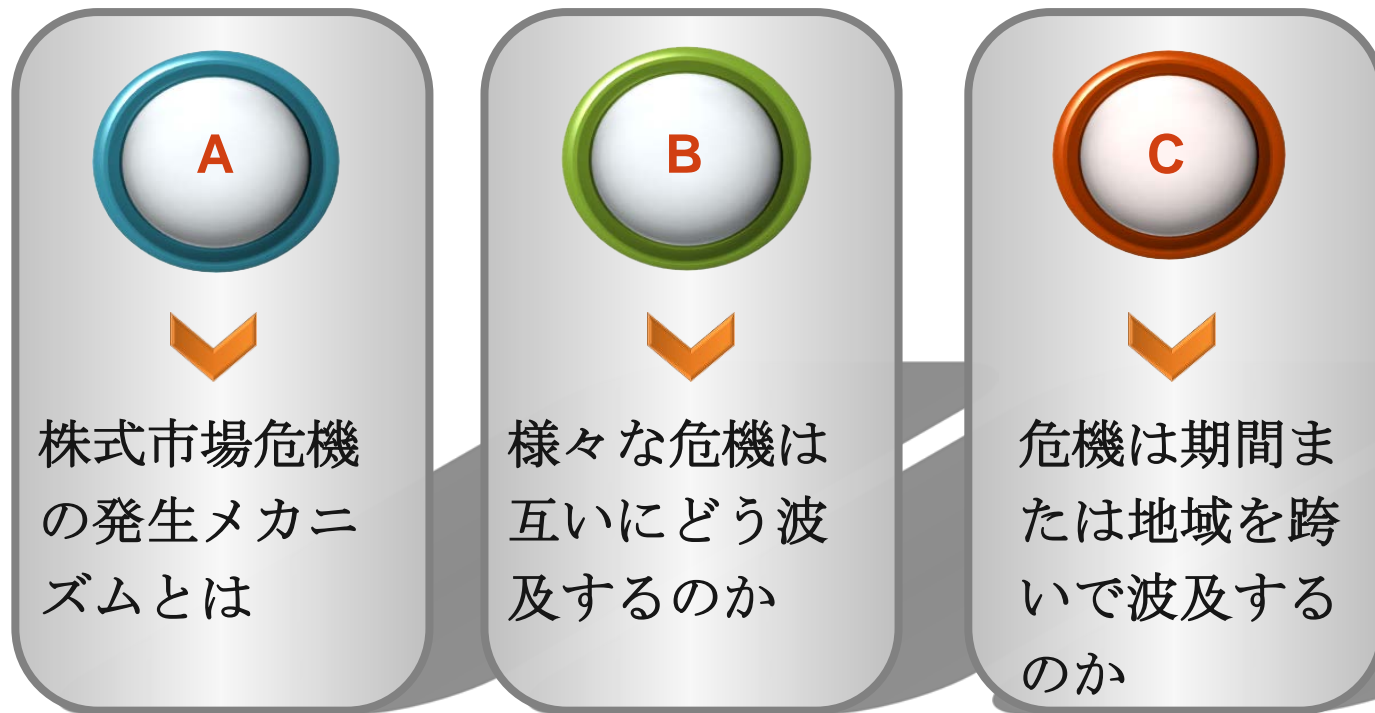 A
株式市場危機
の発生メカニ
ズムとは
B
様々な危機は
互いにどう波
及するのか
C
危機は期間ま
たは地域を跨
いで波及する
のか